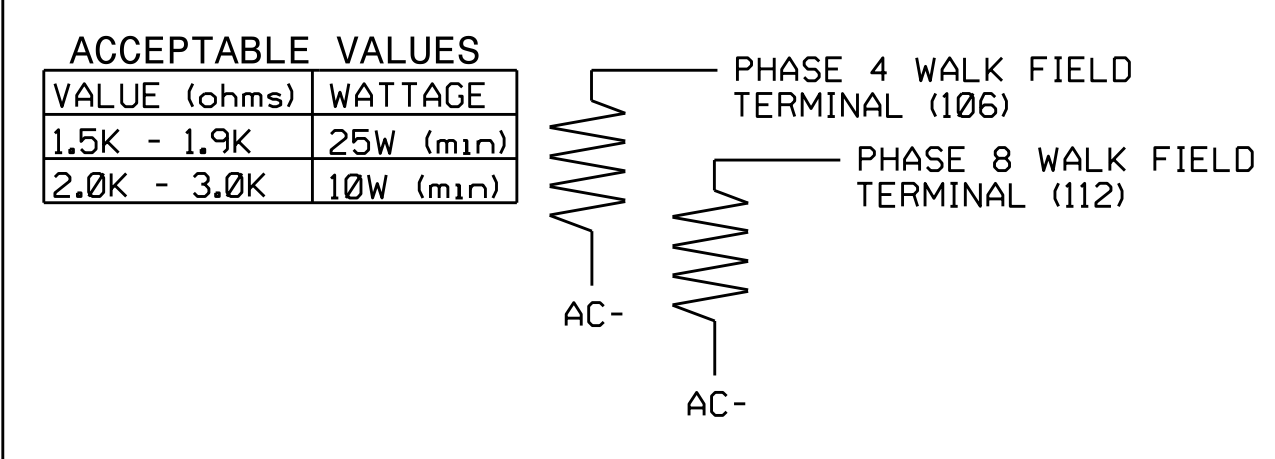 ACCEPTABLE VALUES
VALUE (ohms) WATTAGE
1.5K - 1.9K 25W (min)
2.0K - 3.0K 10W (min)
PHASE 4 WALK FIELD
TERMINAL (106)
PHASE 8 WALK FIELD
TERMINAL (112)
AC-
AC-